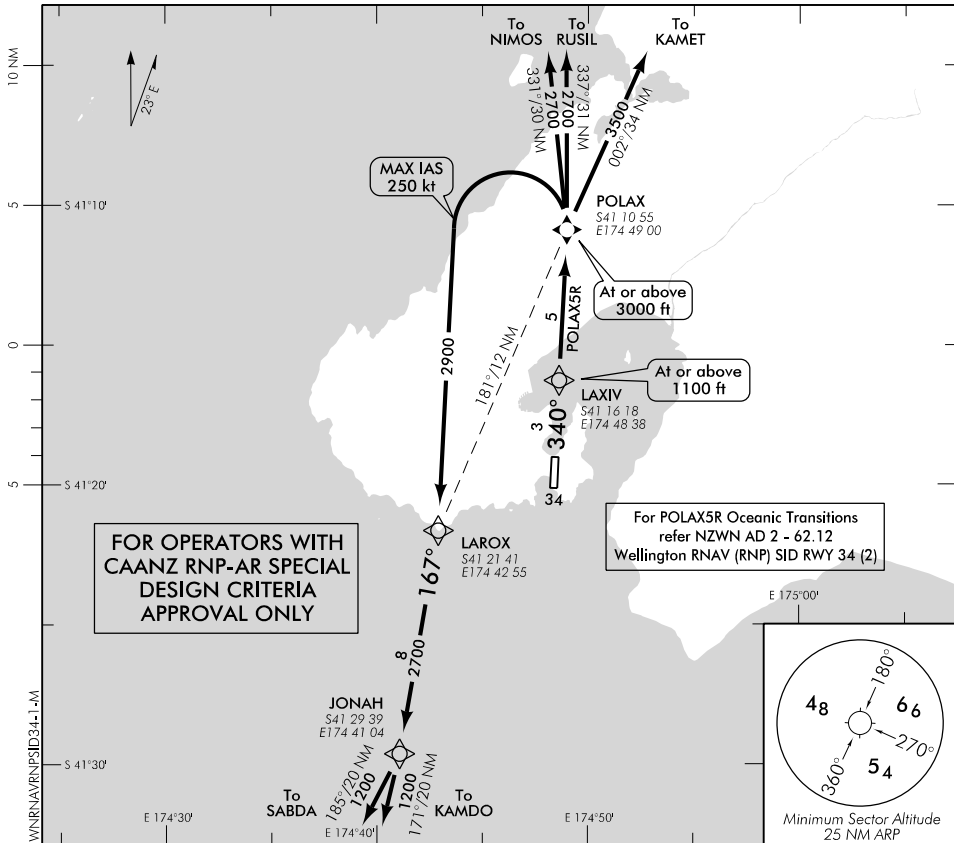 To
NIMOS
To
RUSIL
To
KAMET
10 NM
23° E
331°/30 NM
2700
2700
337°/31 NM
3500
002°/34 NM
MAX IAS
250 kt
5
S 41°10
POLAX
S41 10 55
E174 49 00
At or above
3000 ft
5
POLAX5R
181°/12 NM
2900
0
At or above
1100 ft
LAXIV
S41 16 18
E174 48 38
3
340°
5
S 41°20
34
For POLAX5R Oceanic Transitions
refer NZWN AD 2 - 62.12
Wellington RNAV (RNP) SID RWY 34 (2)
FOR OPERATORS WITH
CAANZ RNP-AR SPECIAL
DESIGN CRITERIA
APPROVAL ONLY
LAROX
S41 21 41
E174 42 55
167°
8
2700
E 175°00'
JONAH
S41 29 39
E174 41 04
S 41°30
185°/20 NM
1200
1200
171°/20 NM
To
SABDA
To
KAMDO
E 174°30'
E 174°40'
E 174°50
180°
48
66
270°
360°
54
Minimum Sector Altitude
25 NM ARP
WNRNAVRNPSID34-1-M